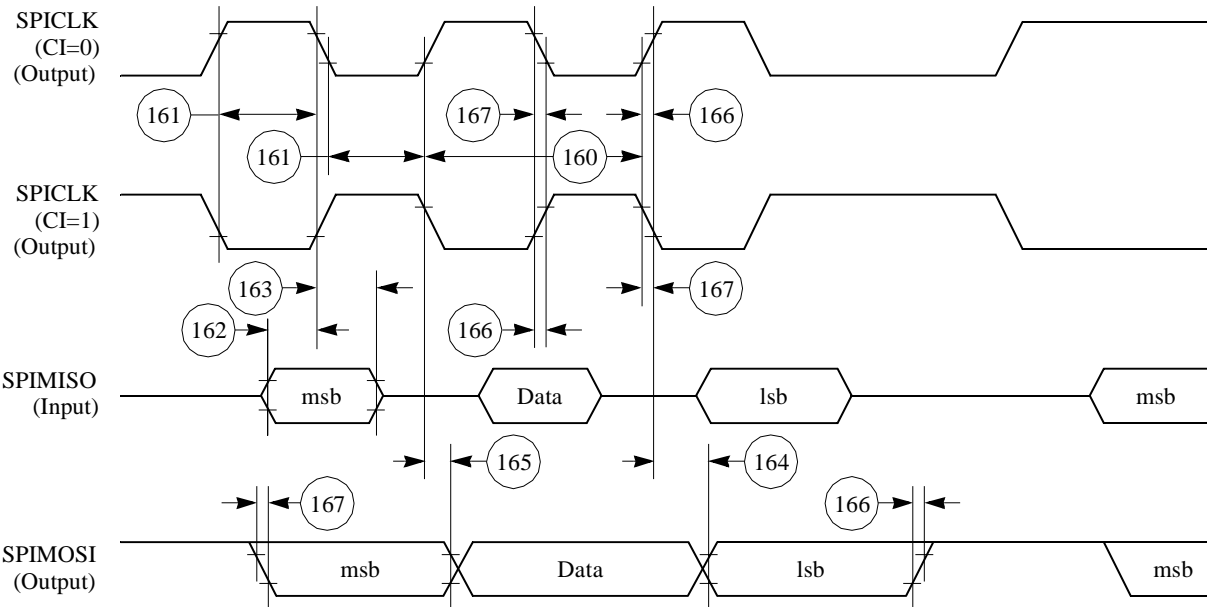 SPICLK
(CI=0)
(Output)
161
167
166
161
160
SPICLK
(CI=1)
(Output)
163
167
162
166
SPIMISO
(Input)
msb
Data
lsb
msb
165
164
167
166
SPIMOSI
(Output)
msb
Data
lsb
msb